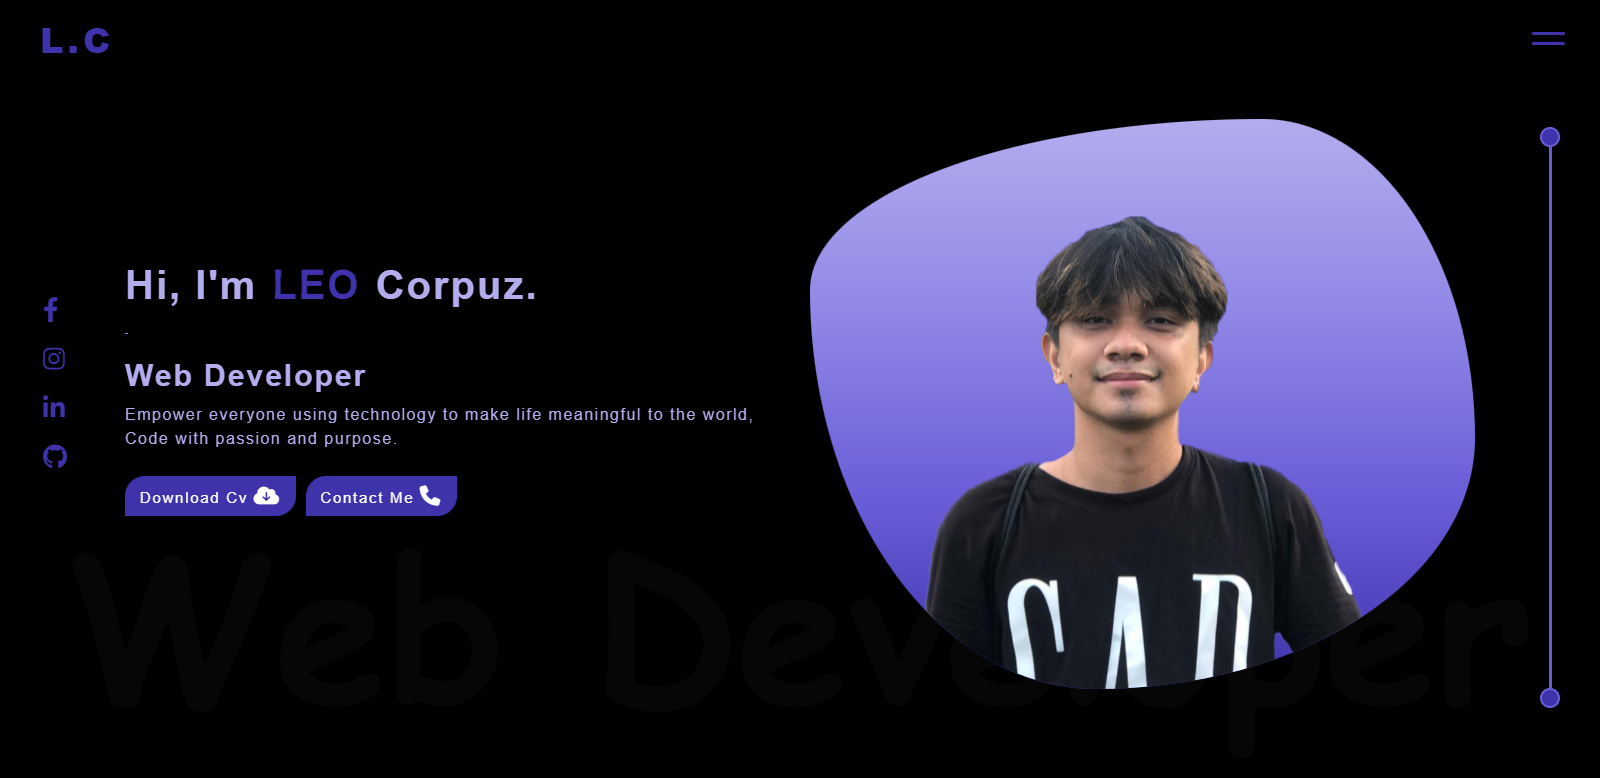 L.C
Hi, I'm LEO Corpuz.
-
Web Developer
Empower everyone using technology to make life meaningful to the world,
Code with passion and purpose.
Download Cv
Contact Me
GAP
Web Developer